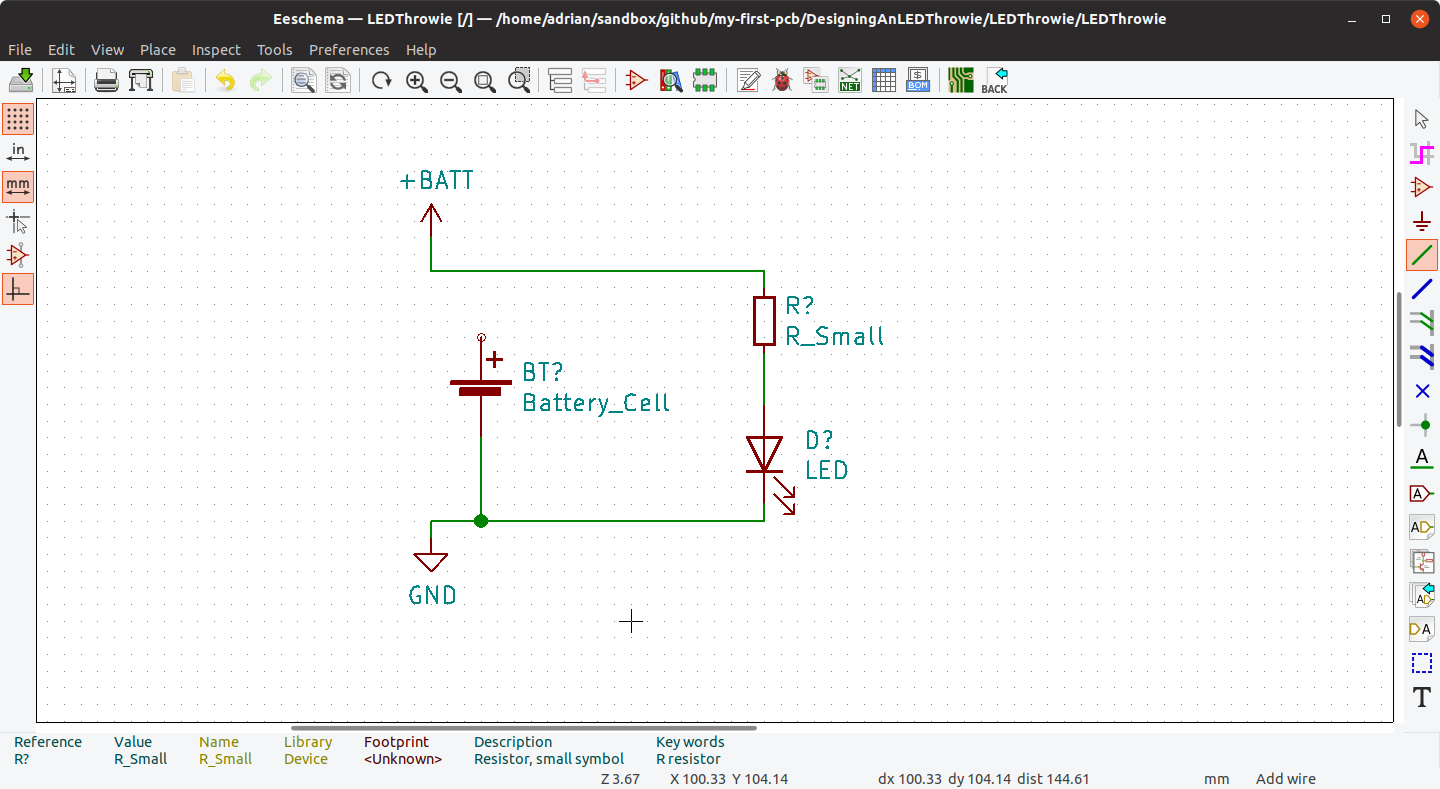 Eeschema — LEDThrowie [/] — /home/adrian/sandbox/github/my-first-pcb/DesigningAnLEDThrowie/LEDThrowie/LEDThrowie
File Edit View Place Inspect Tools Preferences Help
NET
$
BOM
BACK
in
mm
+BATT
R?
R_Small
+
BT?
Battery_Cell
D?
LED
GND
A
A
AD
AD
DA
T
Reference Value Name Library Footprint Description Key words
R? R_Small R_Small Device <Unknown> Resistor, small symbol R resistor
Z 3.67 X 100.33 Y 104.14 dx 100.33 dy 104.14 dist 144.61 mm Add wire